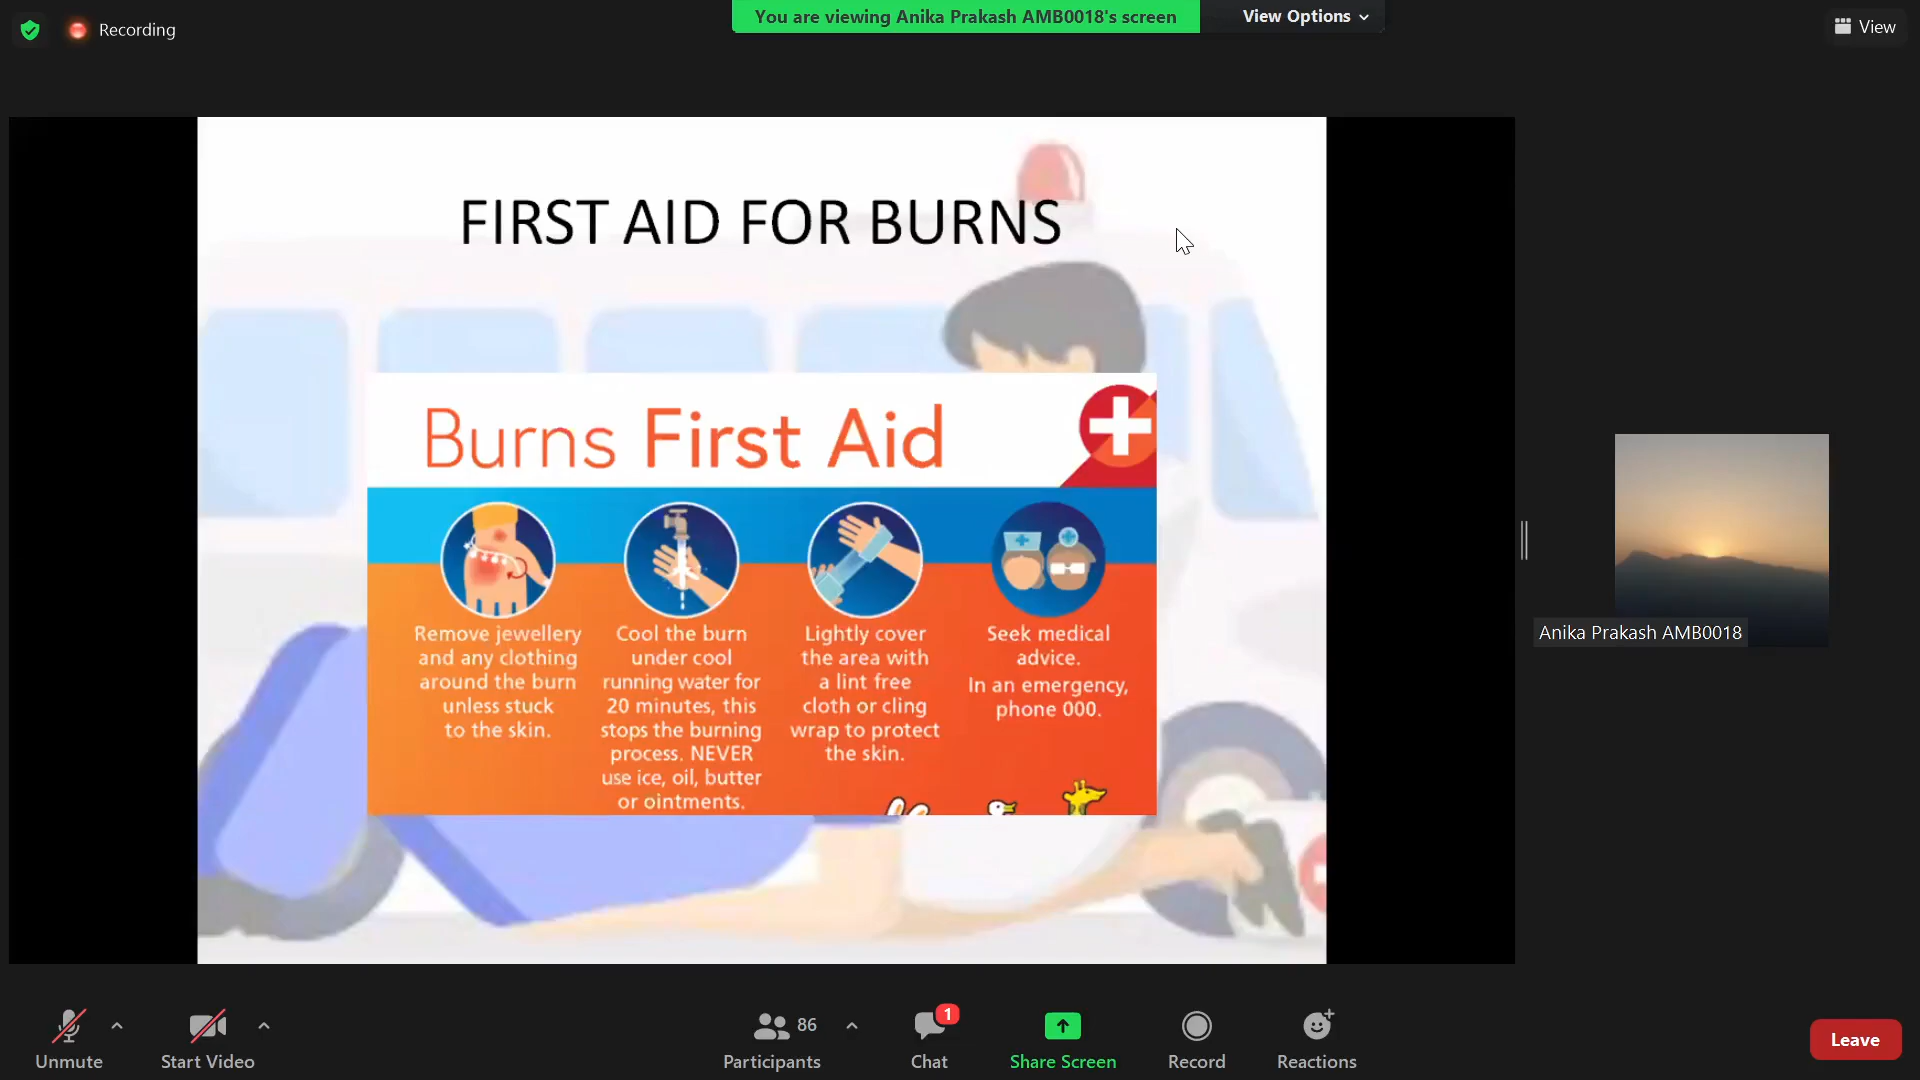 Recording
You are viewing Anika Prakash AMB0018's screen
View Options
View
FIRST AID FOR BURNS
Burns First Aid
Remove jewellery
and any clothing
around the burn
unless stuck
to the skin.
Cool the burn
under cool
running water for
20 minutes, this
stops the burning
process. NEVER
use ice, oil, butter
or ointments.
Lightly cover
the area with
a lint free
cloth or cling
wrap to protect
the skin.
Seek medical
advice.
In an emergency,
phone 000.
Anika Prakash AMB0018
Unmute
Start Video
86
Participants
1
Chat
Share Screen
Record
Reactions
Leave